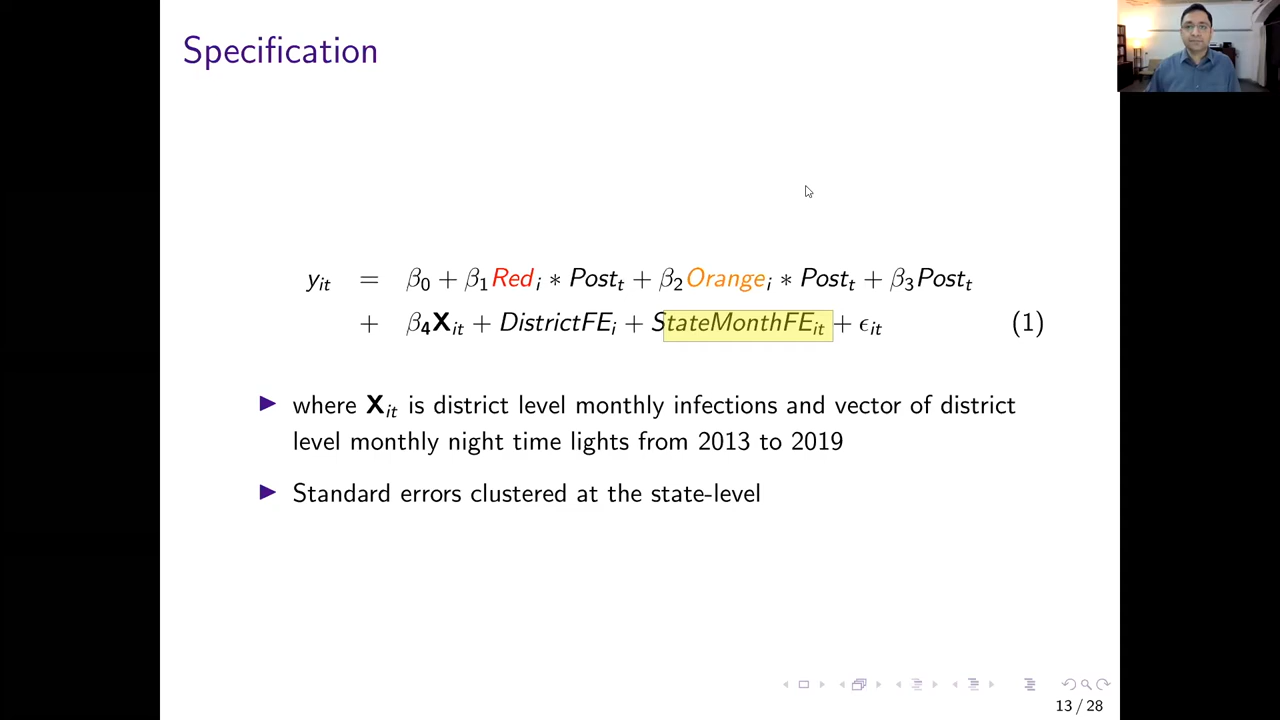 Specification
y_it = β_0 + β_1 Red_i * Post_t + β_2 Orange_i * Post_t + β_3 Post_t
+ β_4 X_it + DistrictFE_i + StateMonthFE_it + ϵ_it (1)
▶ where X_it is district level monthly infections and vector of district
level monthly night time lights from 2013 to 2019
▶ Standard errors clustered at the state-level
13 / 28